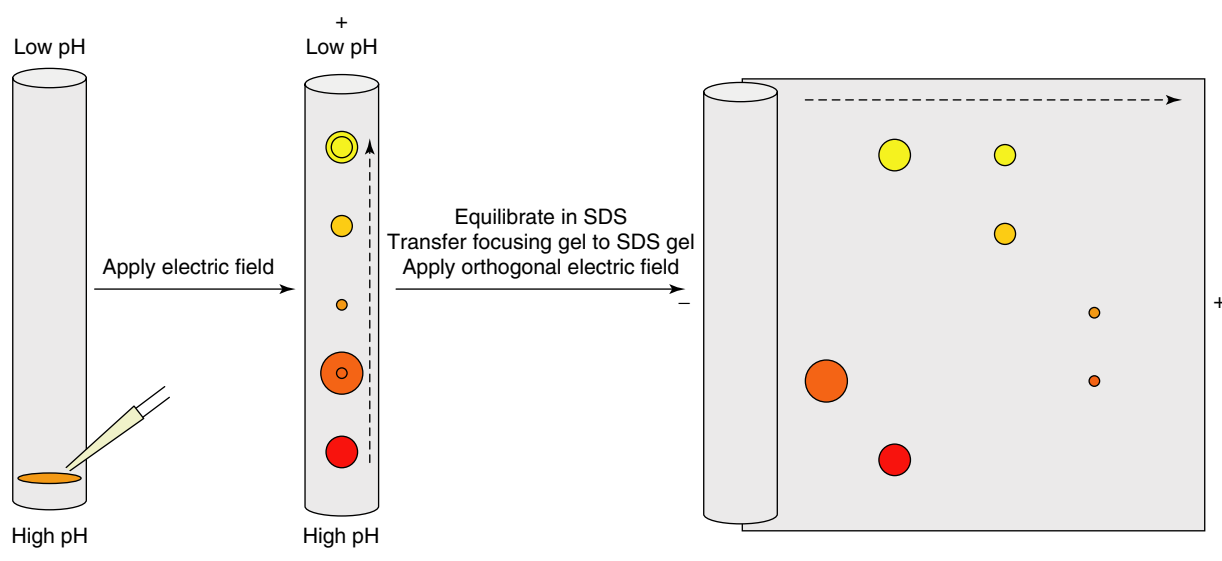 Low pH
High pH
Apply electric field
+
Low pH
High pH
Equilibrate in SDS
Transfer focusing gel to SDS gel
Apply orthogonal electric field
−
+